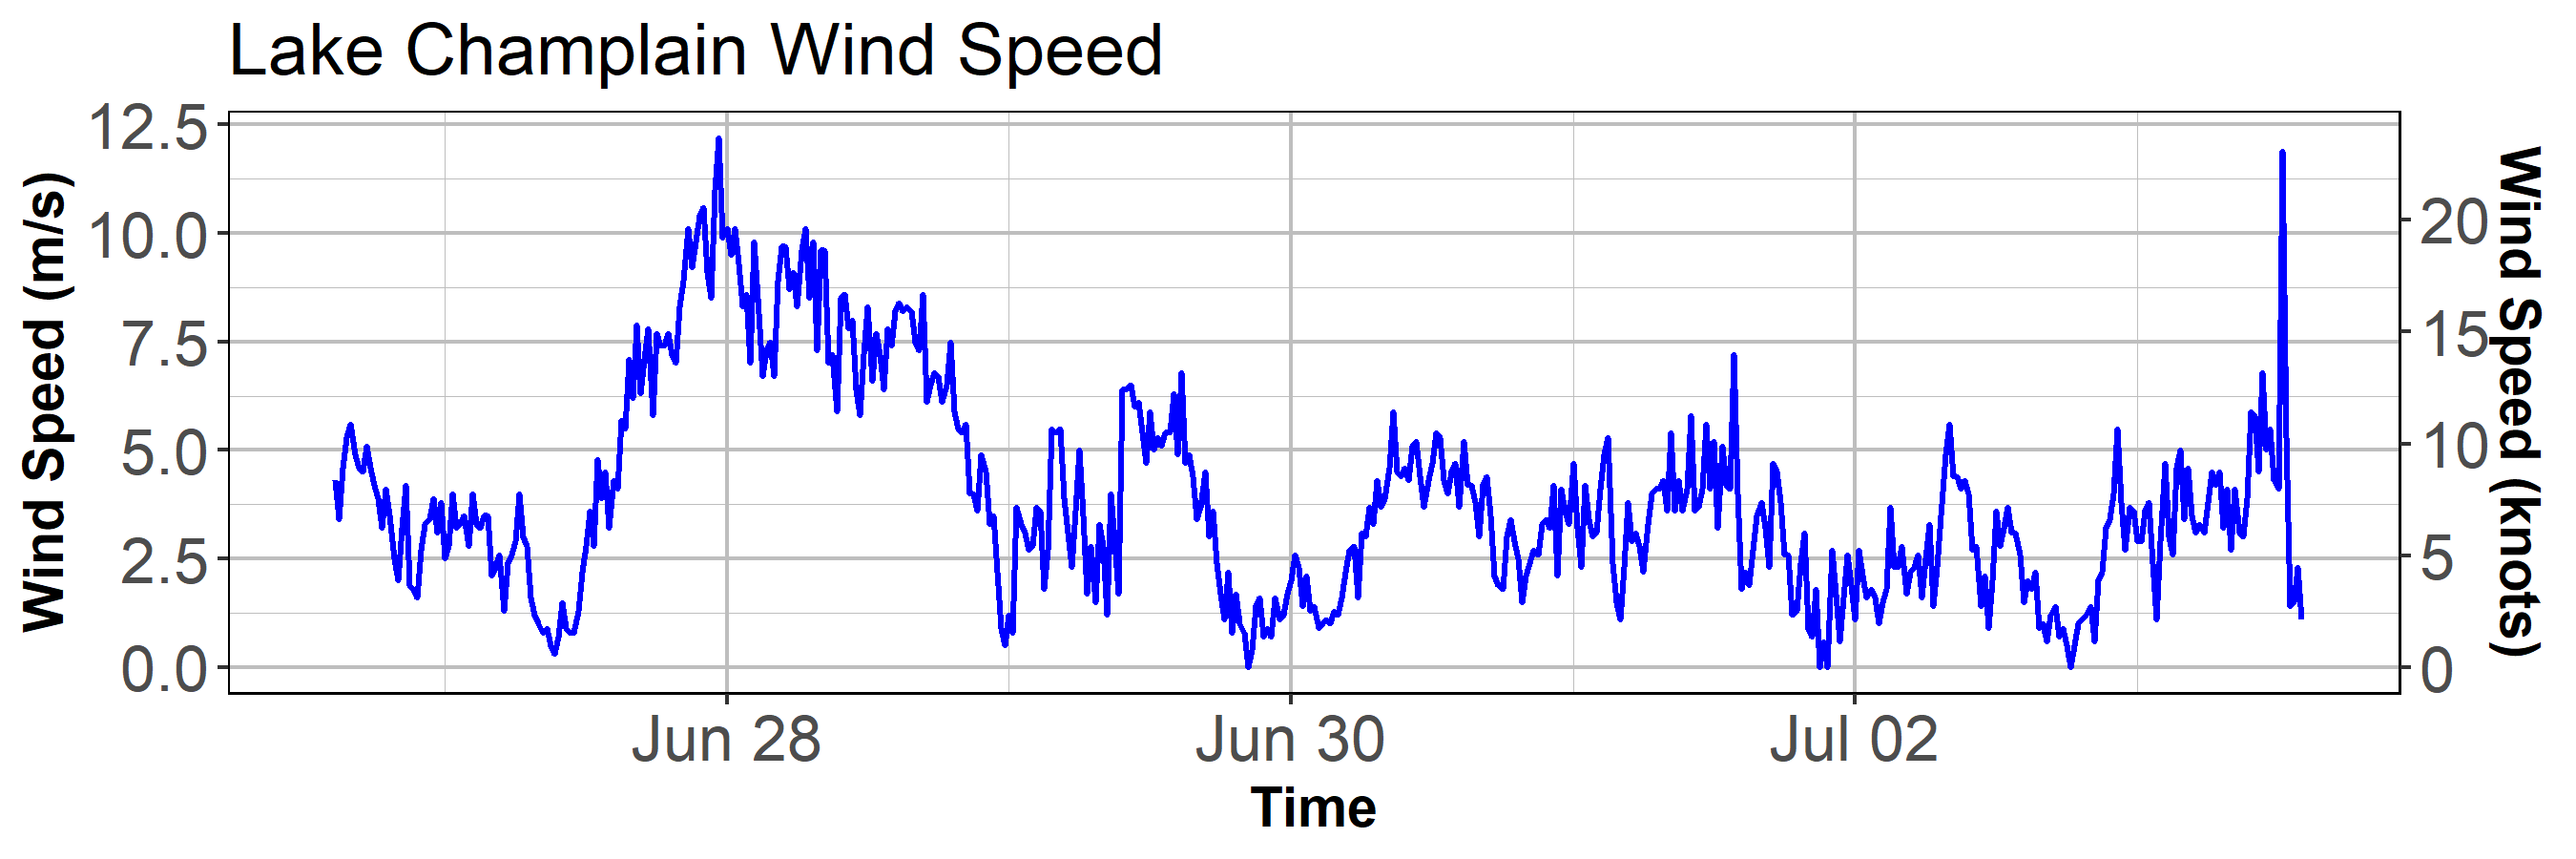 Lake Champlain Wind Speed
Wind Speed (m/s)
12.5
10.0
7.5
5.0
2.5
0.0
20
15
10
5
0
Wind Speed (knots)
Jun 28
Jun 30
Jul 02
Time